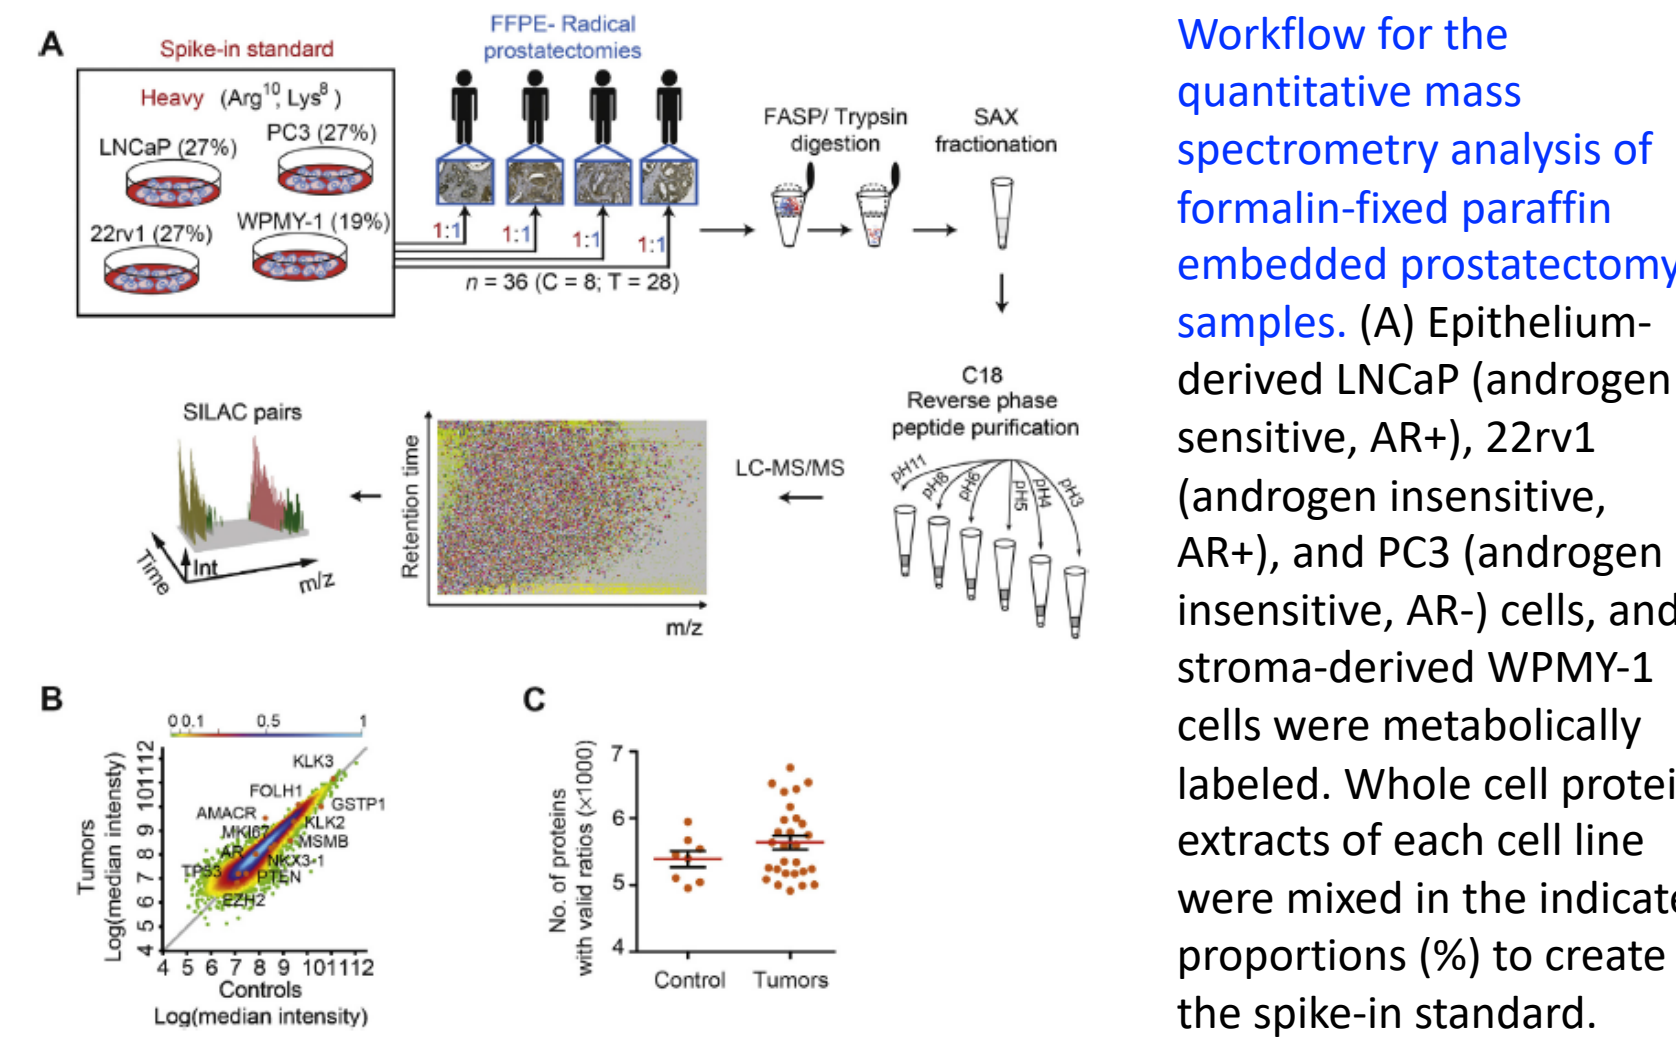 A
Spike-in standard
Heavy (Arg10, Lys8)
LNCaP (27%)
PC3 (27%)
22rv1 (27%)
WPMY-1 (19%)
FFPE- Radical
prostatectomies
1:1
1:1
1:1
1:1
n = 36 (C = 8; T = 28)
FASP/ Trypsin
digestion
SAX
fractionation
C18
Reverse phase
peptide purification
pH11
pH8
pH6
pH5
pH4
pH3
LC-MS/MS
Retention time
m/z
SILAC pairs
Time
Int
m/z
B
0 0.1 0.5 1
Tumors
Log(median intensty)
12
11
10
9
8
7
6
5
4
KLK3
FOLH1
GSTP1
AMACR
KLK2
MKI67
MSMB
AR
NKX3-1
TP53
PTEN
EZH2
4 5 6 7 8 9 10 11 12
Controls
Log(median intensity)
C
No. of proteins
with valid ratios (×1000)
7
6
5
4
Control Tumors
Workflow for the
quantitative mass
spectrometry analysis of
formalin-fixed paraffin
embedded prostatectomy
samples. (A) Epithelium-
derived LNCaP (androgen
sensitive, AR+), 22rv1
(androgen insensitive,
AR+), and PC3 (androgen
insensitive, AR-) cells, and
stroma-derived WPMY-1
cells were metabolically
labeled. Whole cell protei
extracts of each cell line
were mixed in the indicate
proportions (%) to create
the spike-in standard.